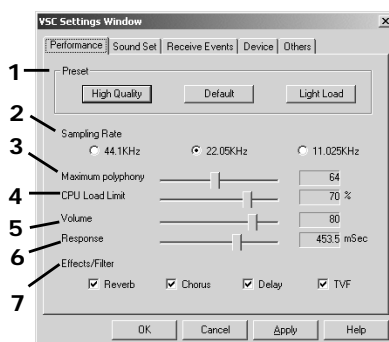 VSC Settings Window
Performance Sound Set Receive Events Device Others
1 Preset
High Quality Default Light Load
2 Sampling Rate
44.1KHz 22.05KHz 11.025KHz
3 Maximum polyphony 64
4 CPU Load Limit 70 %
5 Volume 80
6 Response 453.5 mSec
7 Effects/Filter
Reverb Chorus Delay TVF
OK Cancel Apply Help